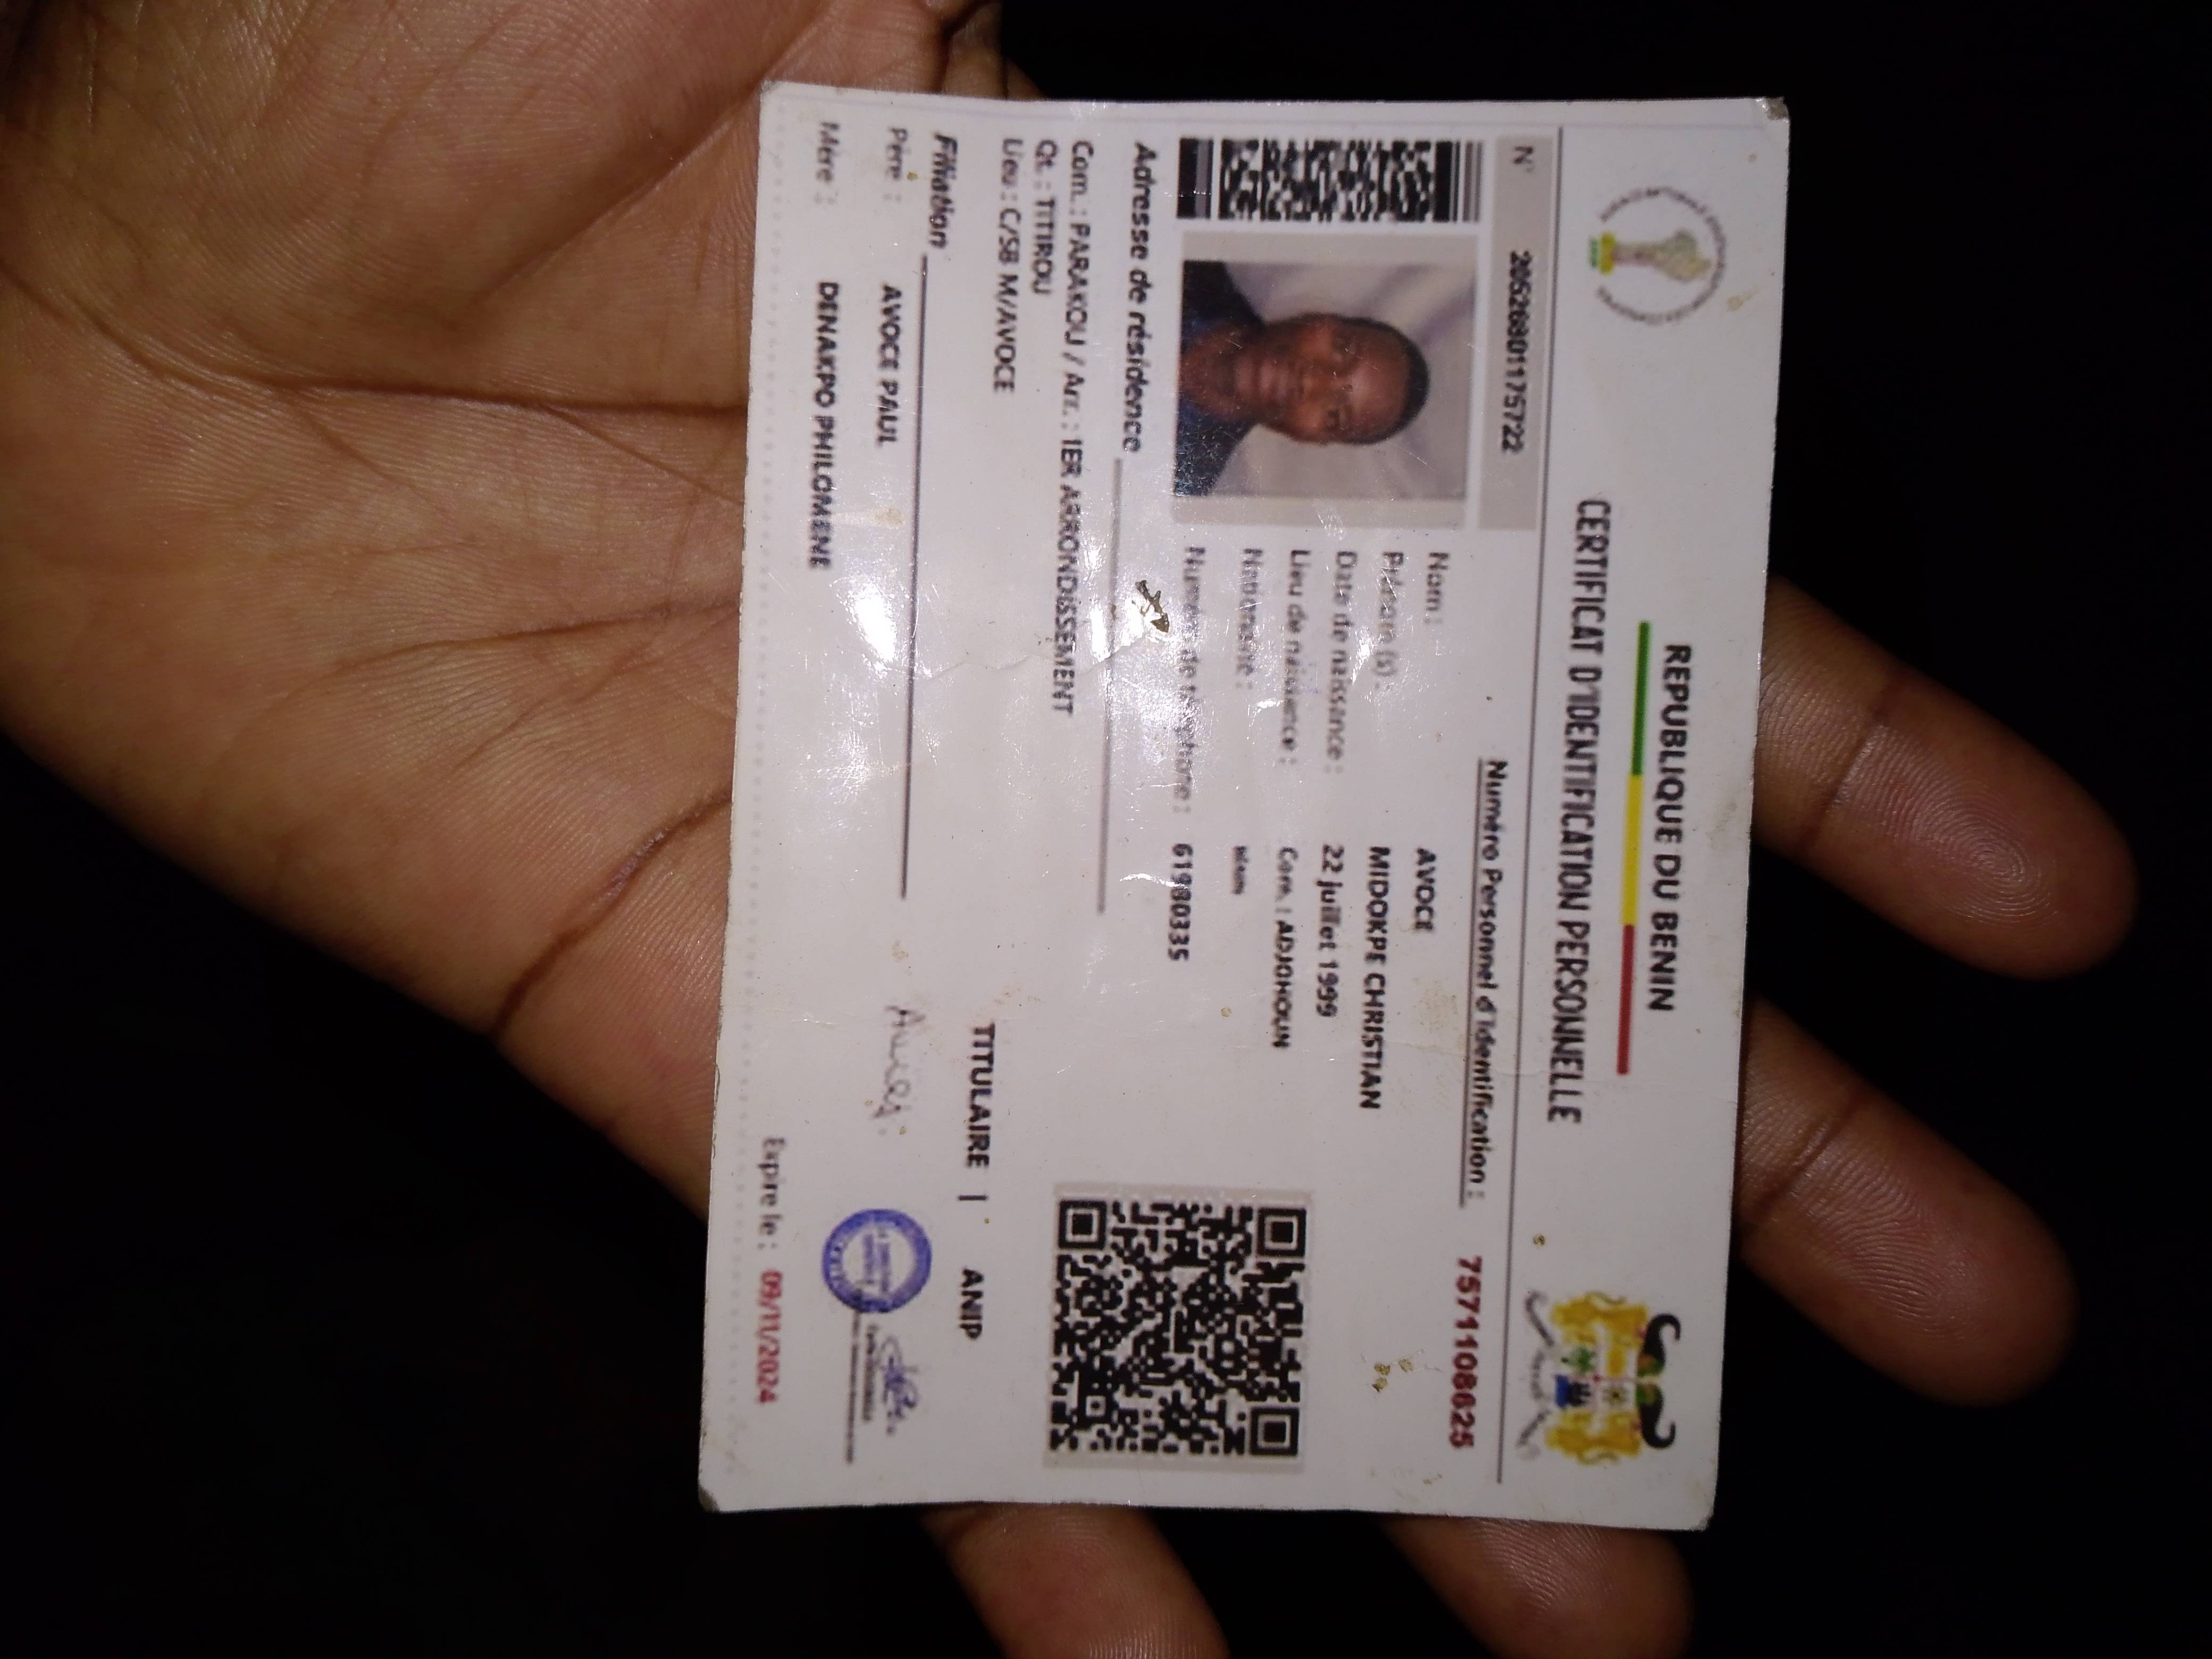 REPUBLIQUE DU BENIN
CERTIFICAT D'IDENTIFICATION PERSONNELLE
N° 20526801175722
Numéro Personnel d'Identification : 7571108625
Nom : AVOCE
Prénom (s) : MIDOKPE CHRISTIAN
Date de naissance : 22 juillet 1999
Lieu de naissance : Com. : ADJOHOUN
Nationalité :
Numéro de téléphone : 61980335
Adresse de résidence
Com. : PARAKOU / Arr. : 1ER ARRONDISSEMENT
Qt. : TITIROU
Lieu : C/SB M/AVOCE
Filiation
Père : AVOCE PAUL
Mère : DENAKPO PHILOMENE
TITULAIRE | ANIP
Expire le : 09/11/2024